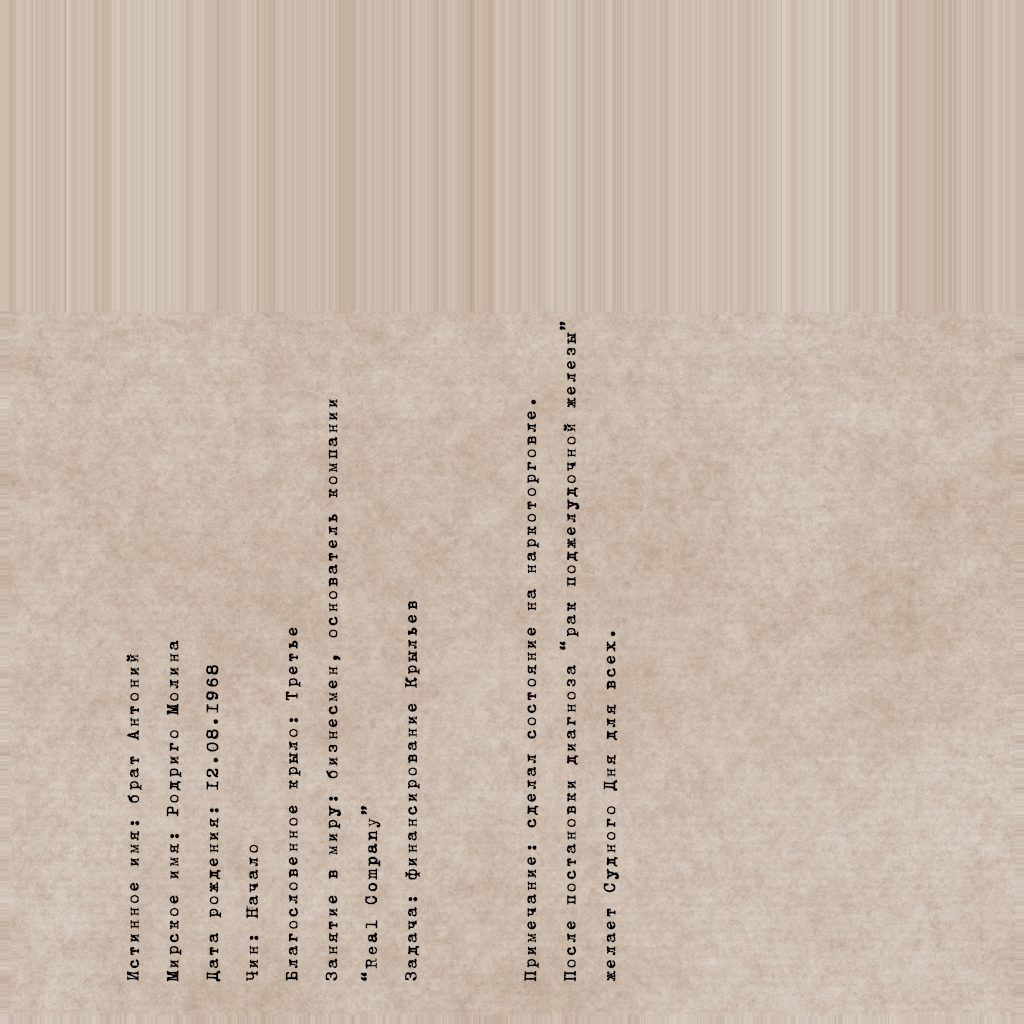 Истинное имя: брат Антоний
Мирское имя: Родриго Молина
Дата рождения: 12.08.1968
Чин: Начало
Благословенное крыло: Третье
Занятие в миру: бизнесмен, основатель компании
“Real Company”
Задача: финансирование Крыльев
Примечание: сделал состояние на наркоторговле.
После постановки диагноза “рак поджелудочной железы”
желает Судного Дня для всех.